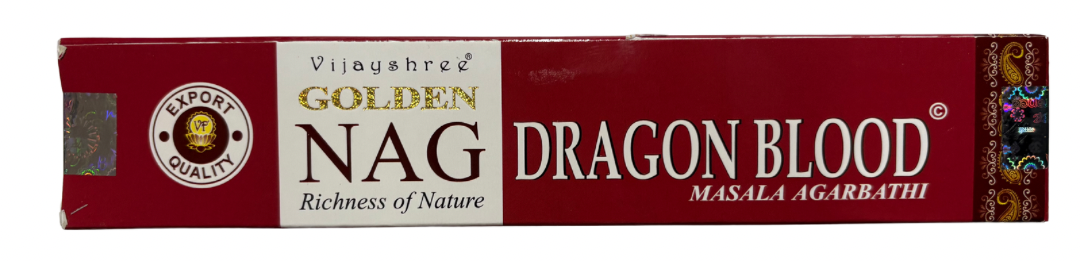 EXPORT
VF
QUALITY
Vijayshree®
GOLDEN
NAG
Richness of Nature
DRAGON BLOOD©
MASALA AGARBATHI